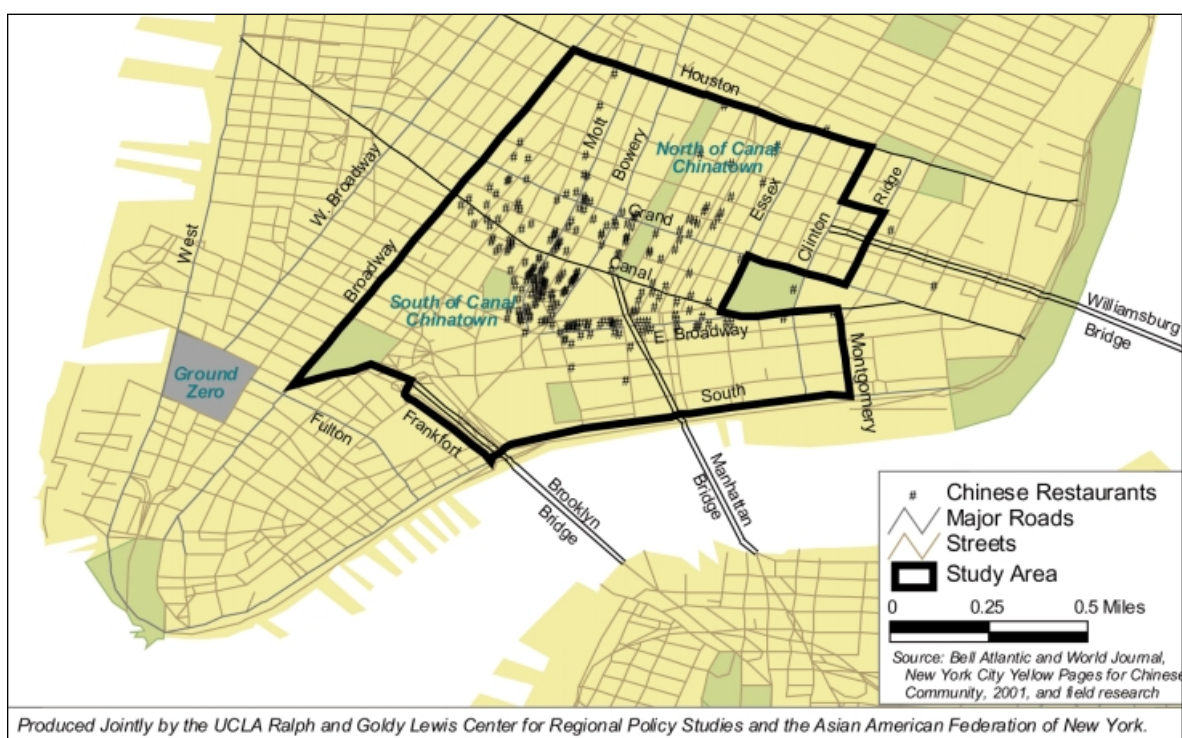 Houston
Mott
Bowery
North of Canal
Chinatown
W. Broadway
Essex
Ridge
West
Grand
Clinton
Broadway
Canal
South of Canal
Chinatown
E Broadway
Williamsburg
Bridge
Ground
Zero
Montgomery
South
Fulton
Frankfort
Manhattan
Bridge
Brooklyn
Bridge
# Chinese Restaurants
Major Roads
Streets
Study Area
0 0.25 0.5 Miles
Source: Bell Atlantic and World Journal,
New York City Yellow Pages for Chinese
Community, 2001, and field research
Produced Jointly by the UCLA Ralph and Goldy Lewis Center for Regional Policy Studies and the Asian American Federation of New York.